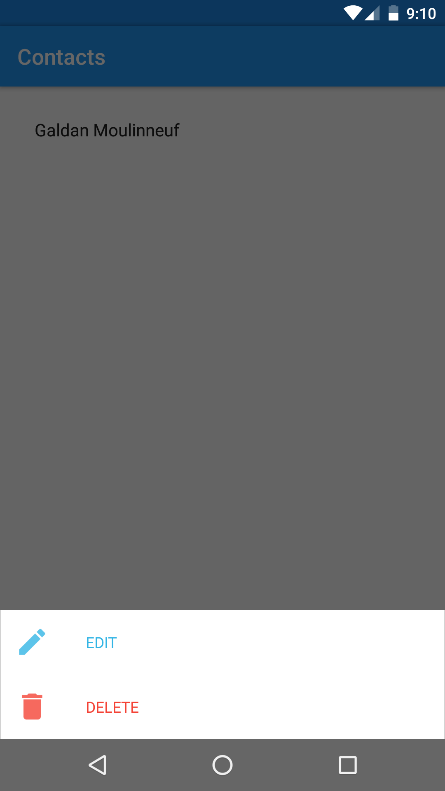 9:10
Contacts
Galdan Moulinneuf
EDIT
DELETE